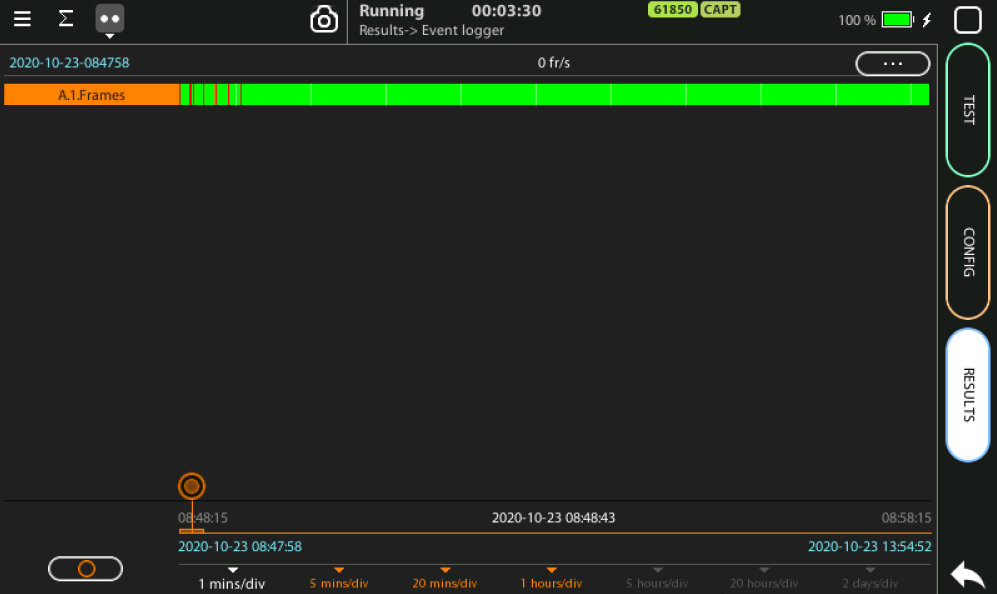 Running 00:03:30 61850 CAPT 100 %
Results-> Event logger
2020-10-23-084758 0 fr/s ...
A.1.Frames
TEST
CONFIG
RESULTS
08:48:15 2020-10-23 08:48:43 08:58:15
2020-10-23 08:47:58 2020-10-23 13:54:52
1 mins/div 5 mins/div 20 mins/div 1 hours/div 5 hours/div 20 hours/div 2 days/div